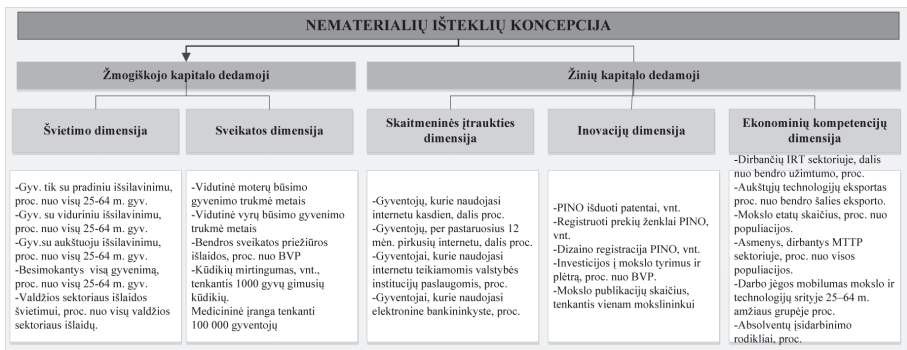 NEMATERIALIŲ IŠTEKLIŲ KONCEPCIJA
Žmogiškojo kapitalo dedamoji
Žinių kapitalo dedamoji
Švietimo dimensija
Sveikatos dimensija
Skaitmeninės įtraukties
dimensija
Inovacijų dimensija
Ekonominių kompetencijų
dimensija
-Gyv. tik su pradiniu išsilavinimu,
proc. nuo visų 25-64 m. gyv.
-Gyv. su viduriniu išsilavinimu,
proc. nuo visų 25-64 m. gyv.
-Gyv.su aukštuoju išsilavinimu,
proc. nuo visų 25-64 m. gyv.
-Besimokantys visą gyvenimą,
proc. nuo visų 25-64 m. gyv.
-Valdžios sektoriaus išlaidos
švietimui, proc. nuo visų valdžios
sektoriaus išlaidų.
-Vidutinė moterų būsimo
gyvenimo trukmė metais
-Vidutinė vyrų būsimo gyvenimo
trukmė metais
-Bendros sveikatos priežiūros
išlaidos, proc. nuo BVP
-Kūdikių mirtingumas, vnt.,
tenkantis 1000 gyvų gimusių
kūdikių.
Medicininė įranga tenkanti
100 000 gyventojų
-Gyventojų, kurie naudojasi
internetu kasdien, dalis proc.
-Gyventojų, per pastaruosius 12
mėn. pirkusių internetu, dalis proc.
-Gyventojai, kurie naudojasi
internetu teikiamomis valstybės
institucijų paslaugomis, proc.
-Gyventojai, kurie naudojasi
elektronine bankininkyste, proc.
-PINO išduoti patentai, vnt.
-Registruoti prekių ženklai PINO,
vnt.
-Dizaino registracija PINO, vnt.
-Investicijos į mokslo tyrimus ir
plėtrą, proc. nuo BVP.
-Mokslo publikacijų skaičius,
tenkantis vienam mokslininkui
-Dirbančių IRT sektoriuje, dalis
nuo bendro užimtumo, proc.
-Aukštųjų technologijų eksportas
proc. nuo bendro šalies eksporto.
-Mokslo etatų skaičius, proc. nuo
populiacijos.
-Asmenys, dirbantys MTTP
sektoriuje, proc. nuo visos
populiacijos.
-Darbo jėgos mobilumas mokslo ir
technologijų srityje 25–64 m.
amžiaus grupėje proc.
-Absolventų įsidarbinimo
rodikliai, proc.